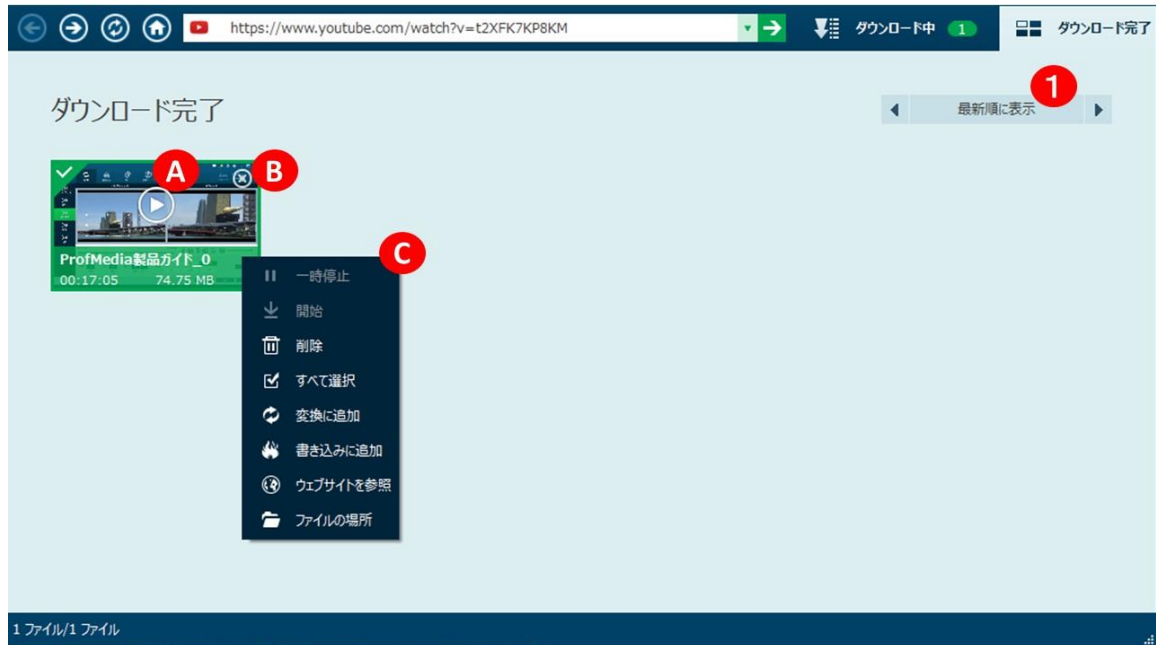 https://www.youtube.com/watch?v=t2XFK7KP8KM
ダウンロード中 1
ダウンロード完了
ダウンロード完了
最新順に表示
1
A
B
ProfMedia製品ガイド_0
00:17:05 74.75 MB
C
一時停止
開始
削除
すべて選択
変換に追加
書き込みに追加
ウェブサイトを参照
ファイルの場所
1 ファイル/1 ファイル